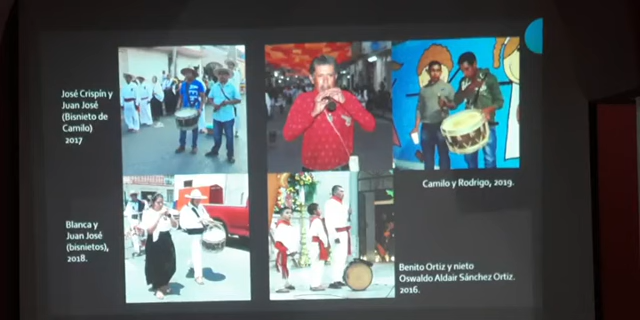 José Crispín y
Juan José
(Bisnieto de
Camilo)
2017
Camilo y Rodrigo, 2019.
Blanca y
Juan José
(bisnietos),
2018.
Benito Ortiz y nieto
Oswaldo Aldair Sánchez Ortiz.
2016.